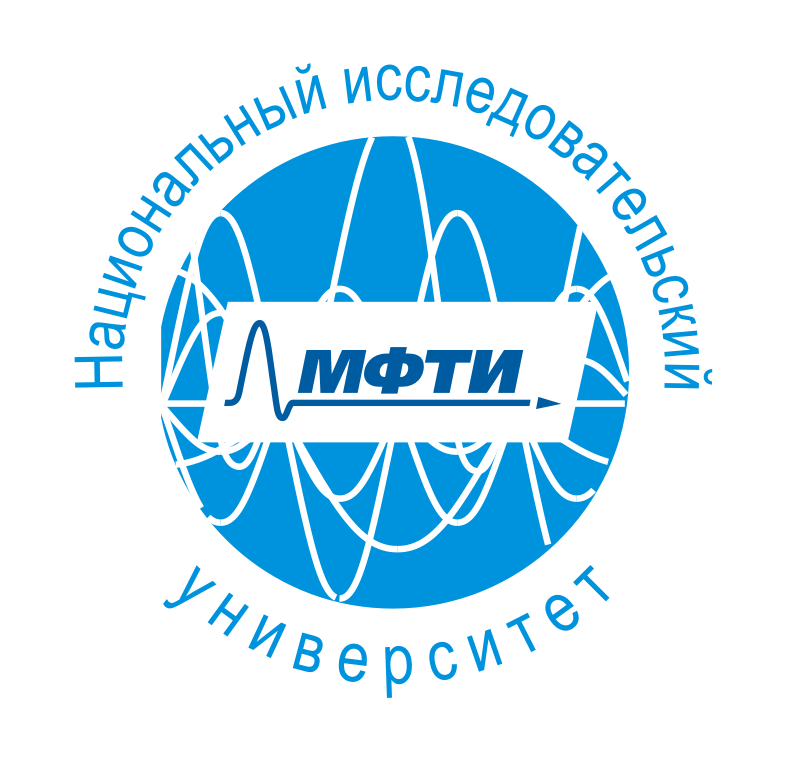 Национальный исследовательский
МФТИ
университет